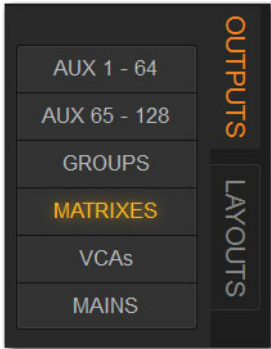 AUX 1 - 64
AUX 65 - 128
GROUPS
MATRIXES
VCAs
MAINS
OUTPUTS
LAYOUTS